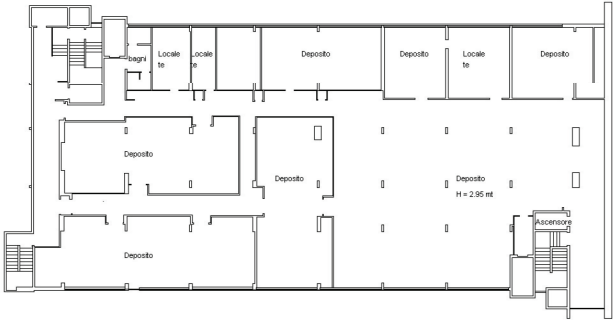 bagni
Locale
te
Locale
te
Deposito
Deposito
Locale
te
Deposito
Deposito
Deposito
Deposito
H = 2.95 mt
Ascensore
Deposito